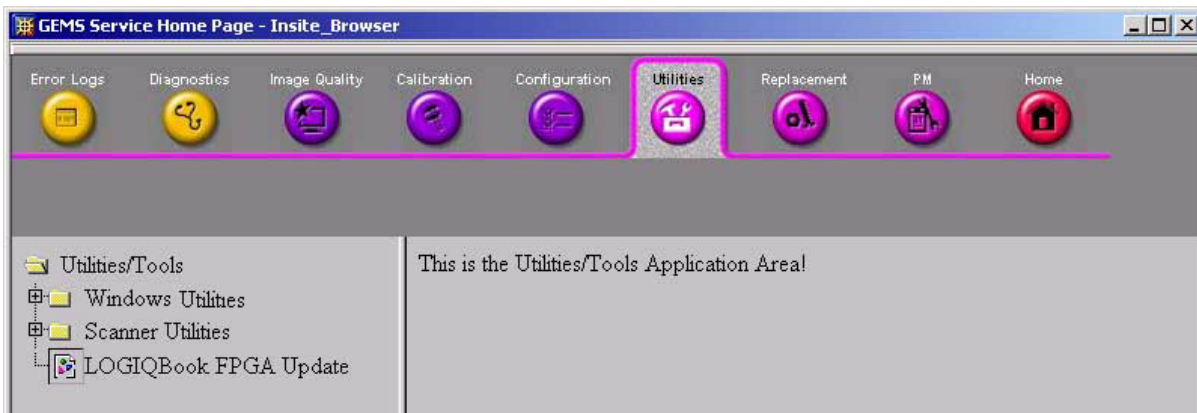 GEMS Service Home Page - Insite_Browser
Error Logs Diagnostics Image Quality Calibration Configuration Utilities Replacement PM Home
Utilities/Tools
Windows Utilities
Scanner Utilities
LOGIQBook FPGA Update
This is the Utilities/Tools Application Area!